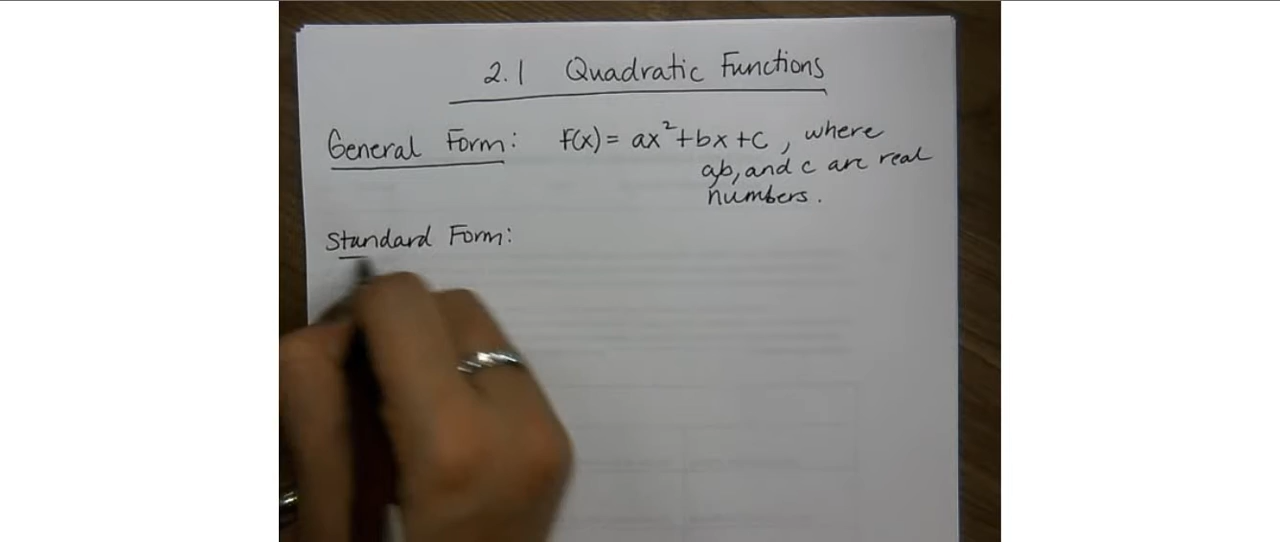 2.1 Quadratic Functions
General Form: f(x) = ax²+bx+c, where
a,b, and c are real
numbers.
Standard Form: